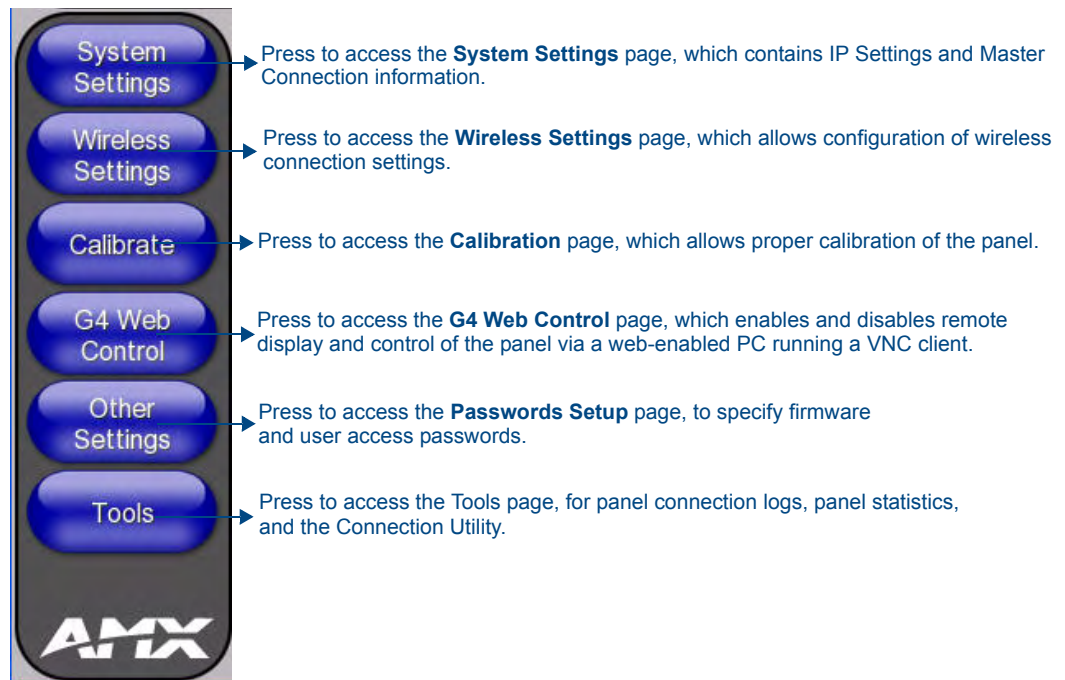 System
Settings
Press to access the System Settings page, which contains IP Settings and Master
Connection information.
Wireless
Settings
Press to access the Wireless Settings page, which allows configuration of wireless
connection settings.
Calibrate
Press to access the Calibration page, which allows proper calibration of the panel.
G4 Web
Control
Press to access the G4 Web Control page, which enables and disables remote
display and control of the panel via a web-enabled PC running a VNC client.
Other
Settings
Press to access the Passwords Setup page, to specify firmware
and user access passwords.
Tools
Press to access the Tools page, for panel connection logs, panel statistics,
and the Connection Utility.
AMX